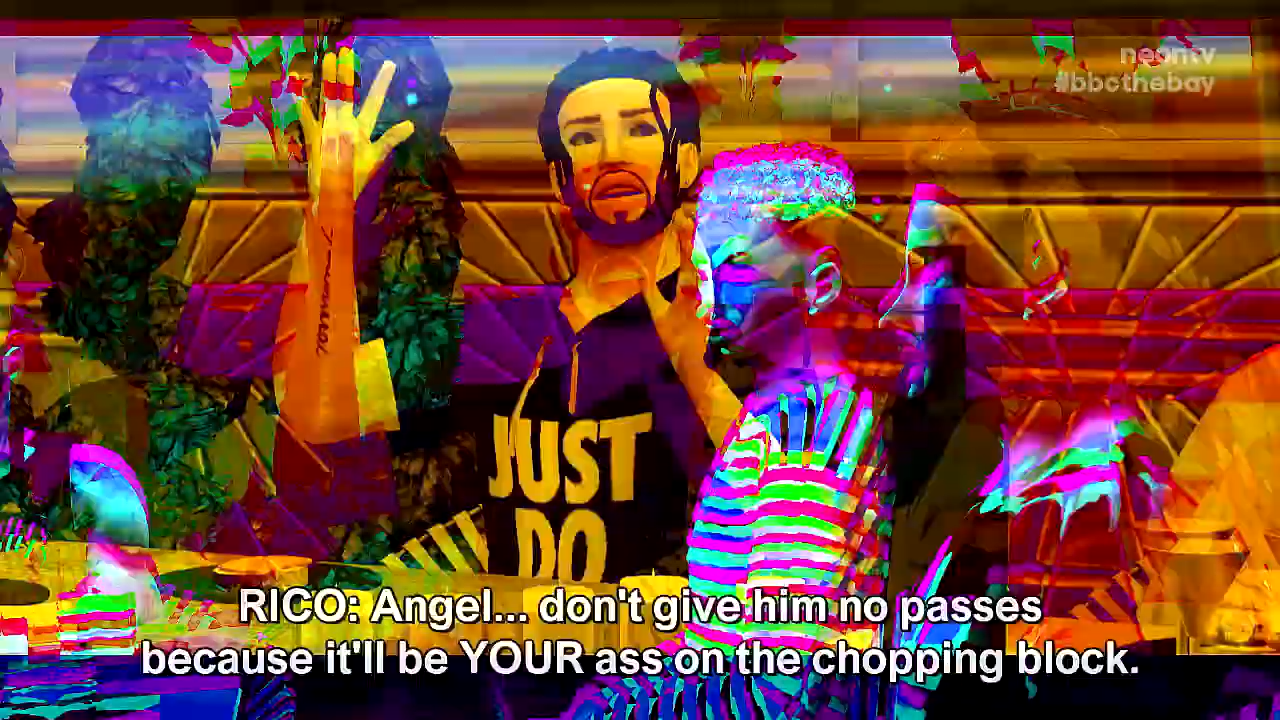 neontv
#bbcthebay
JUST
DO
RICO: Angel... don't give him no passes
because it'll be YOUR ass on the chopping block.